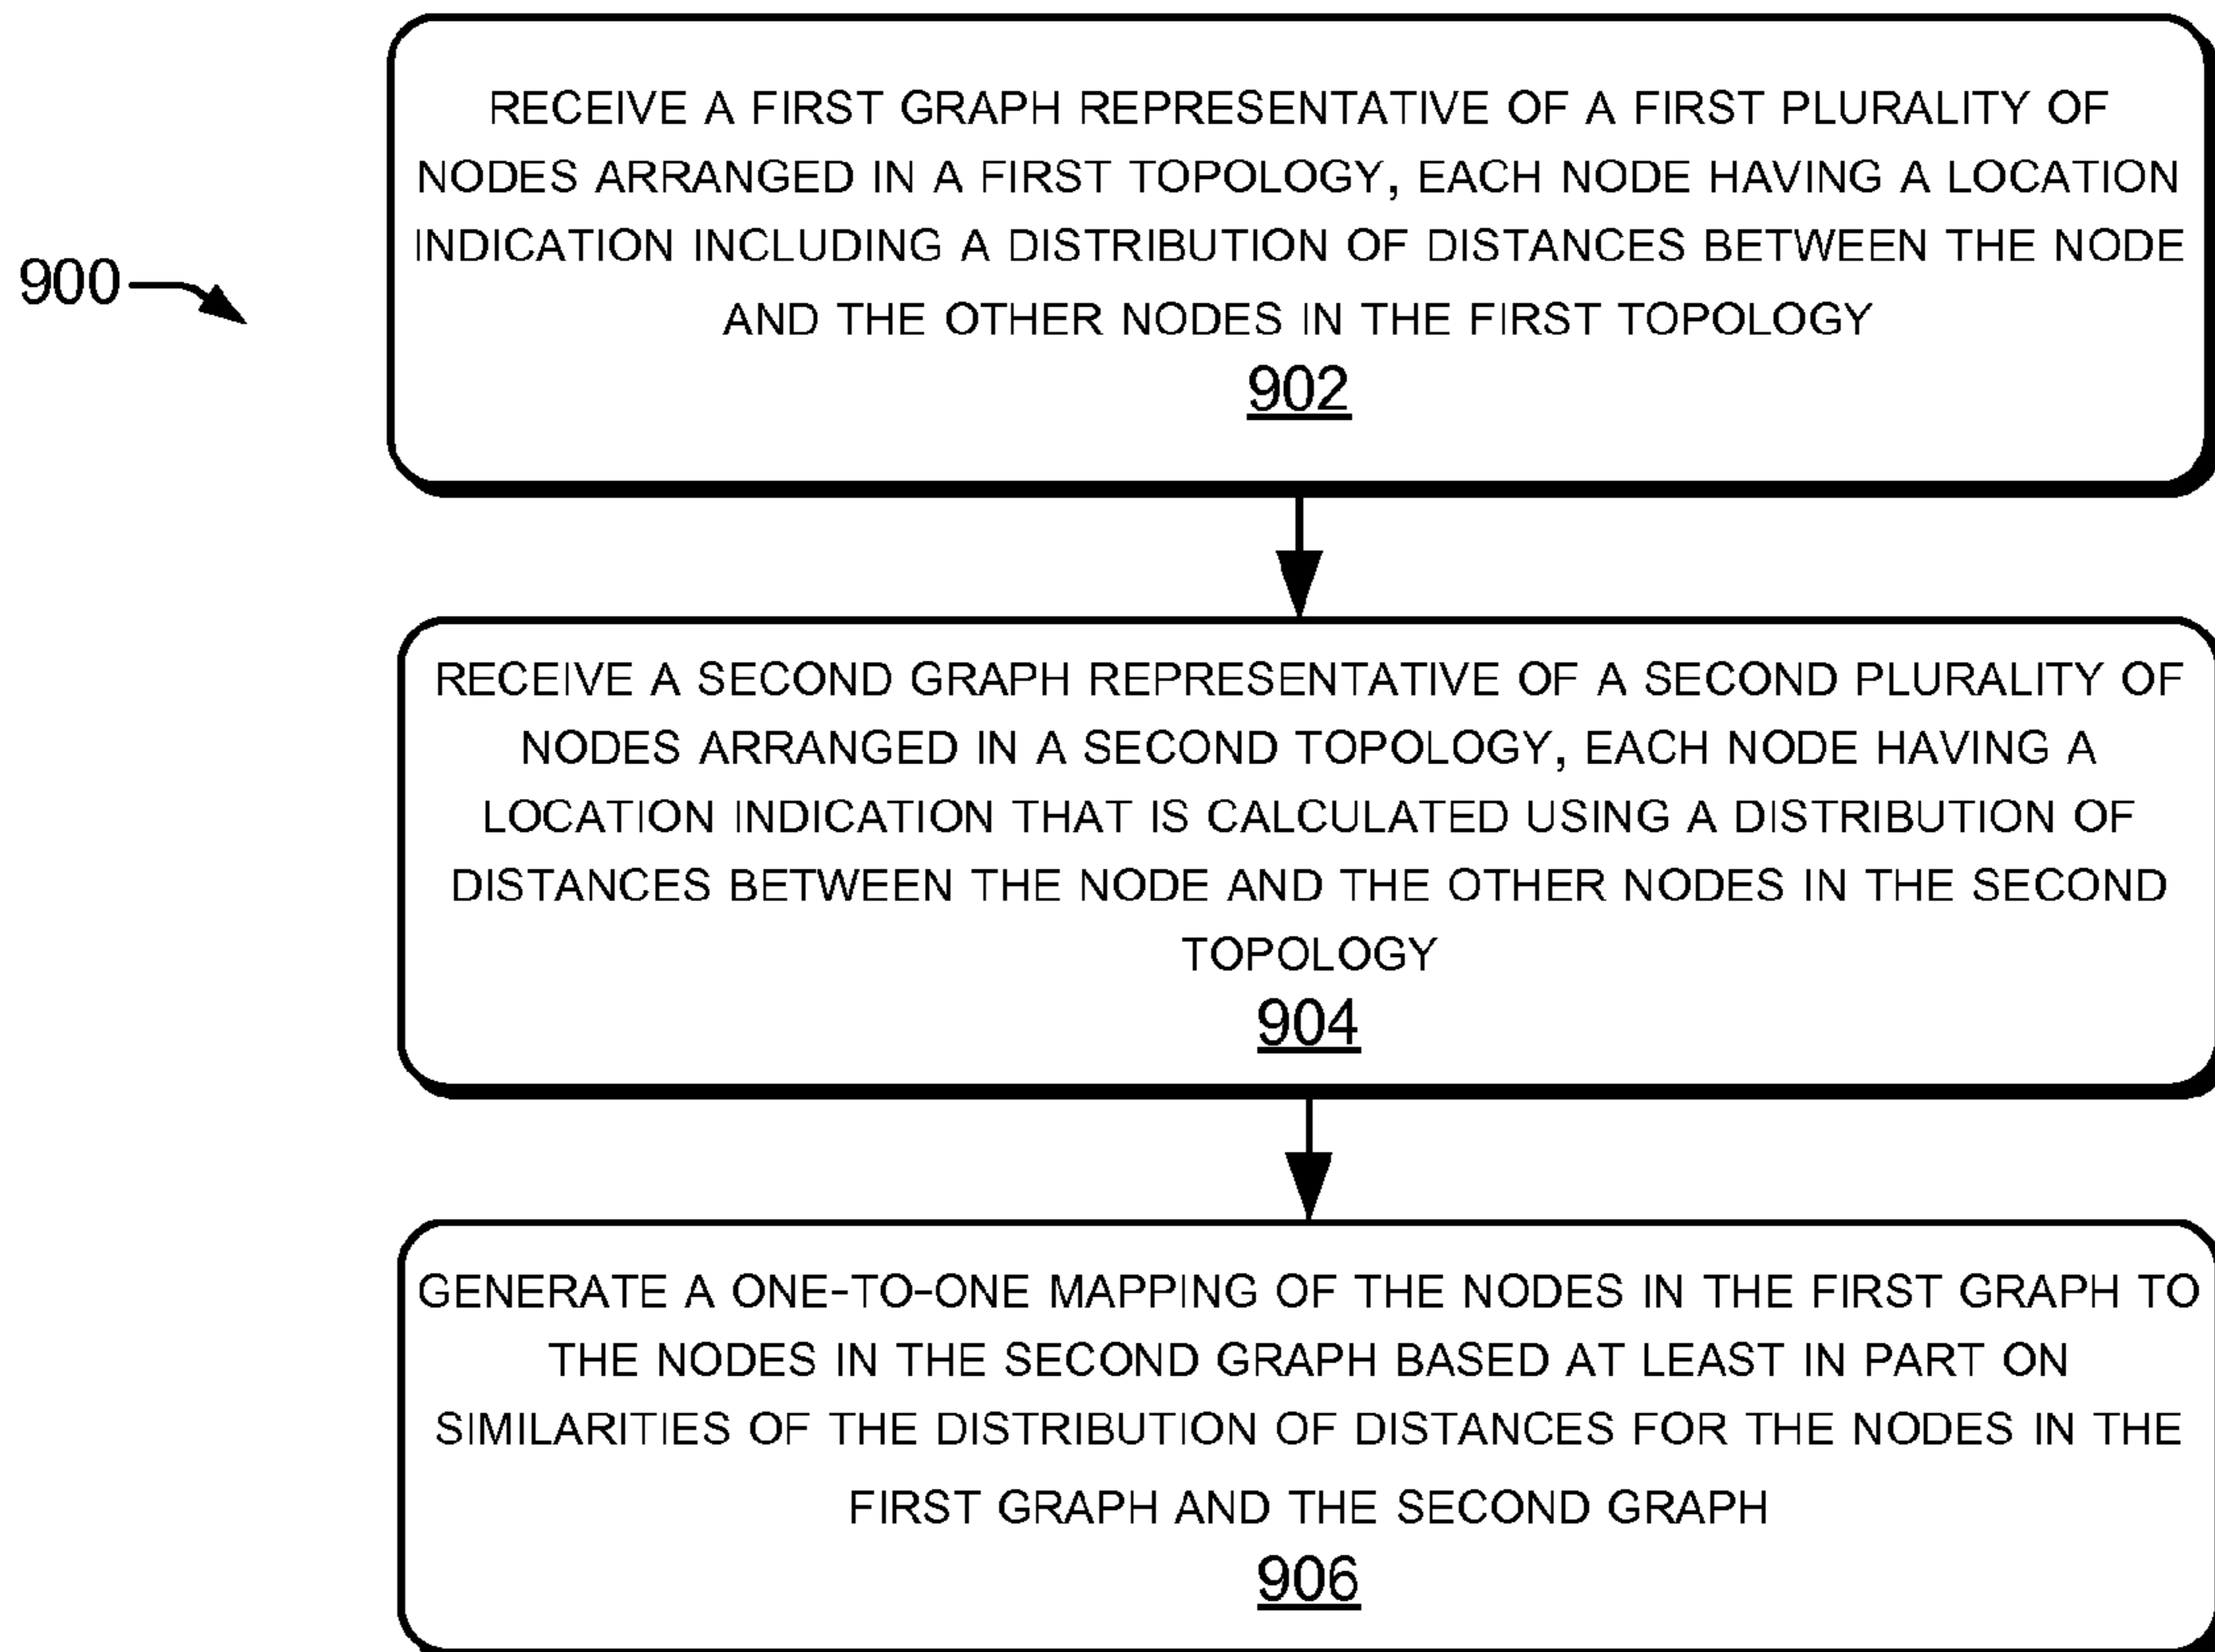 RECEIVE A FIRST GRAPH REPRESENTATIVE OF A FIRST PLURALITY OF
NODES ARRANGED IN A FIRST TOPOLOGY, EACH NODE HAVING A LOCATION
INDICATION INCLUDING A DISTRIBUTION OF DISTANCES BETWEEN THE NODE
AND THE OTHER NODES IN THE FIRST TOPOLOGY
902
900
RECEIVE A SECOND GRAPH REPRESENTATIVE OF A SECOND PLURALITY OF
NODES ARRANGED IN A SECOND TOPOLOGY, EACH NODE HAVING A
LOCATION INDICATION THAT IS CALCULATED USING A DISTRIBUTION OF
DISTANCES BETWEEN THE NODE AND THE OTHER NODES IN THE SECOND
TOPOLOGY
904
GENERATE A ONE-TO-ONE MAPPING OF THE NODES IN THE FIRST GRAPH TO
THE NODES IN THE SECOND GRAPH BASED AT LEAST IN PART ON
SIMILARITIES OF THE DISTRIBUTION OF DISTANCES FOR THE NODES IN THE
FIRST GRAPH AND THE SECOND GRAPH
906